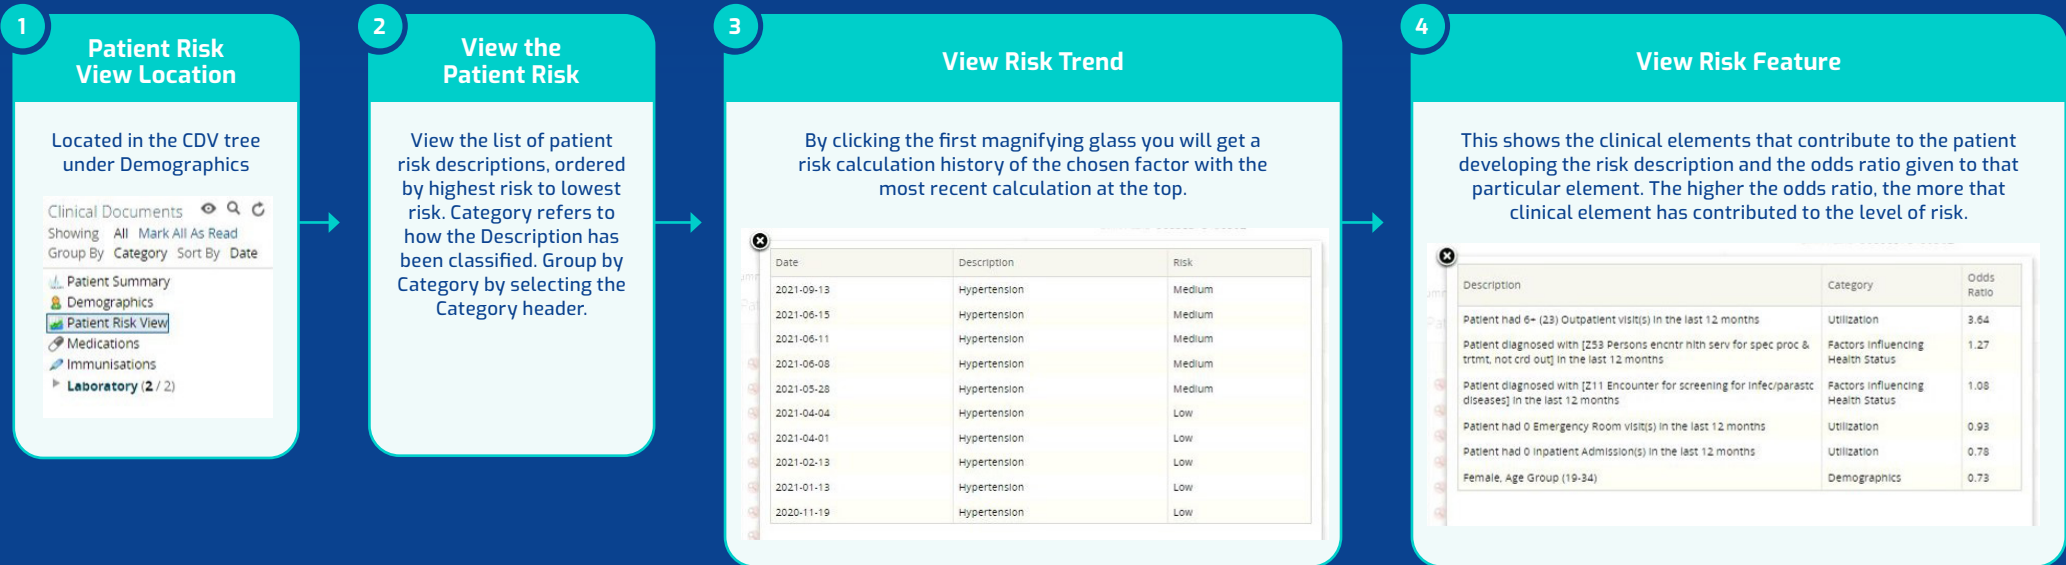 1
Patient Risk
View Location
Located in the CDV tree
under Demographics
Clinical Documents
Showing All Mark All As Read
Group By Category Sort By Date
Patient Summary
Demographics
Patient Risk View
Medications
Immunisations
Laboratory (2 / 2)
2
View the
Patient Risk
View the list of patient
risk descriptions, ordered
by highest risk to lowest
risk. Category refers to
how the Description has
been classified. Group by
Category by selecting the
Category header.
3
View Risk Trend
By clicking the first magnifying glass you will get a
risk calculation history of the chosen factor with the
most recent calculation at the top.
Date Description Risk
2021-09-13 Hypertension Medium
2021-06-15 Hypertension Medium
2021-06-11 Hypertension Medium
2021-06-08 Hypertension Medium
2021-05-28 Hypertension Medium
2021-04-04 Hypertension Low
2021-04-01 Hypertension Low
2021-02-13 Hypertension Low
2021-01-13 Hypertension Low
2020-11-19 Hypertension Low
4
View Risk Feature
This shows the clinical elements that contribute to the patient
developing the risk description and the odds ratio given to that
particular element. The higher the odds ratio, the more that
clinical element has contributed to the level of risk.
Description Category Odds
Ratio
Patient had 6+ (23) Outpatient visit(s) in the last 12 months Utilization 3.64
Patient diagnosed with [Z53 Persons encntr hlth serv for spec proc & Factors Influencing 1.27
trtmt, not crd out] in the last 12 months Health Status
Patient diagnosed with [Z11 Encounter for screening for infec/parastc Factors Influencing 1.08
diseases] in the last 12 months Health Status
Patient had 0 Emergency Room visit(s) in the last 12 months Utilization 0.93
Patient had 0 Inpatient Admission(s) in the last 12 months Utilization 0.78
Female, Age Group (19-34) Demographics 0.73